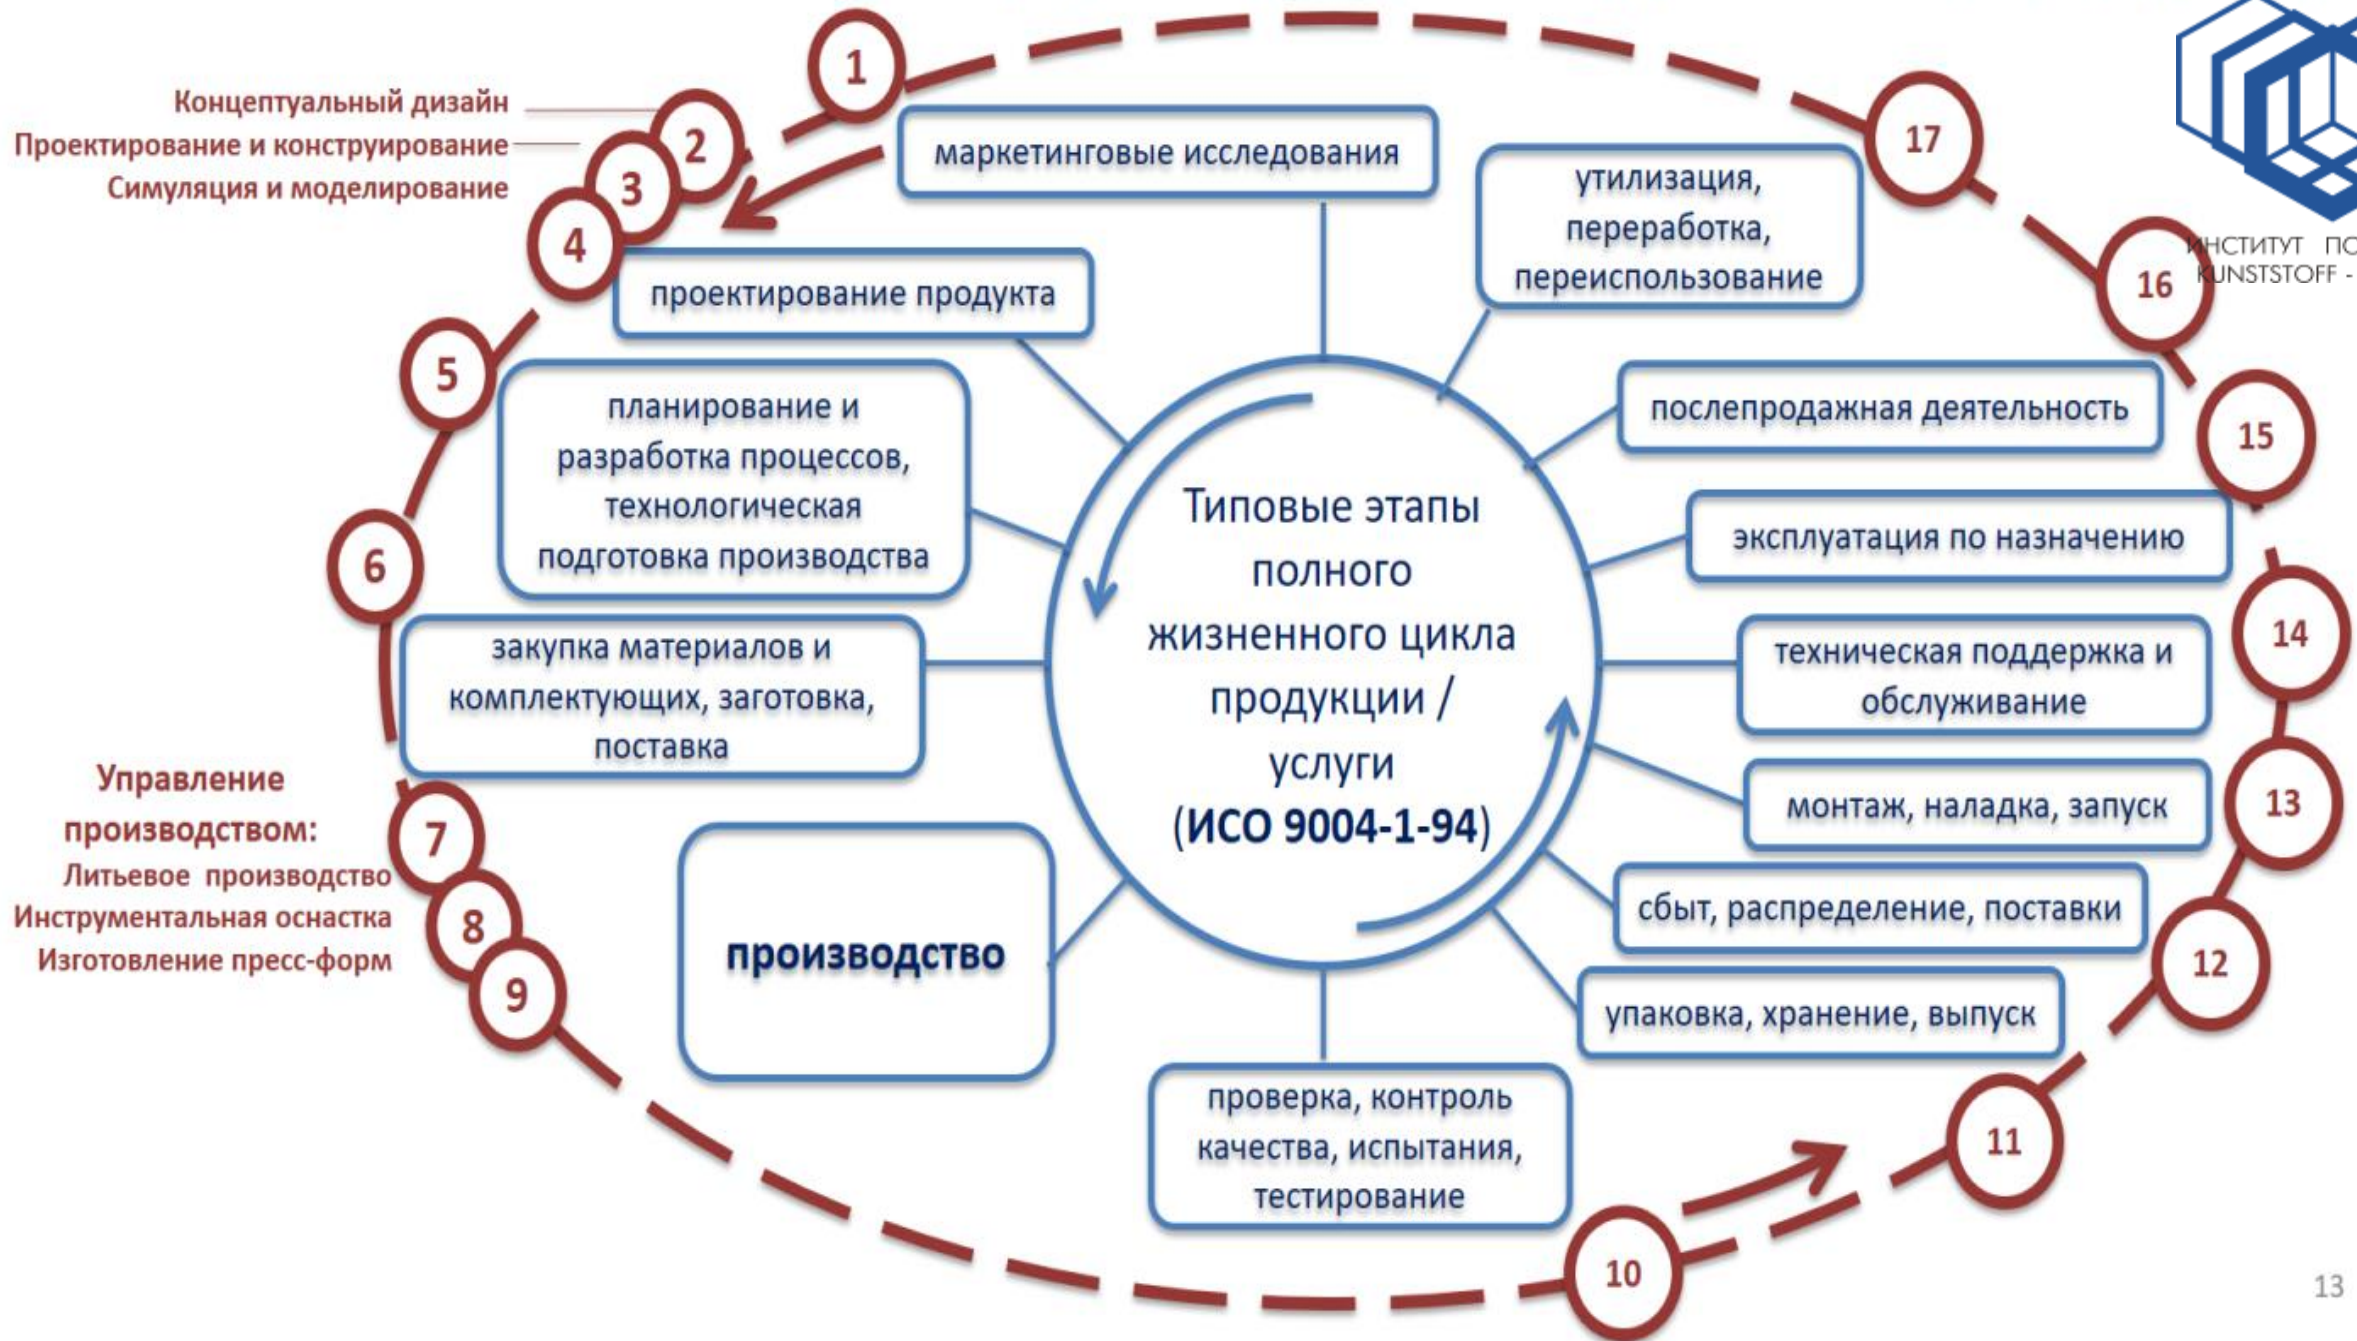 1
2
3
4
5
6
7
8
9
10
11
12
13
14
15
16
17
Концептуальный дизайн
Проектирование и конструирование
Симуляция и моделирование
маркетинговые исследования
проектирование продукта
планирование и
разработка процессов,
технологическая
подготовка производства
закупка материалов и
комплектующих, заготовка,
поставка
Управление
производством:
Литьевое производство
Инструментальная оснастка
Изготовление пресс-форм
производство
проверка, контроль
качества, испытания,
тестирование
упаковка, хранение, выпуск
сбыт, распределение, поставки
монтаж, наладка, запуск
техническая поддержка и
обслуживание
эксплуатация по назначению
послепродажная деятельность
утилизация,
переработка,
переиспользование
Типовые этапы
полного
жизненного цикла
продукции /
услуги
(ИСО 9004-1-94)
ИНСТИТУТ
KUNSTSTOFF -
13